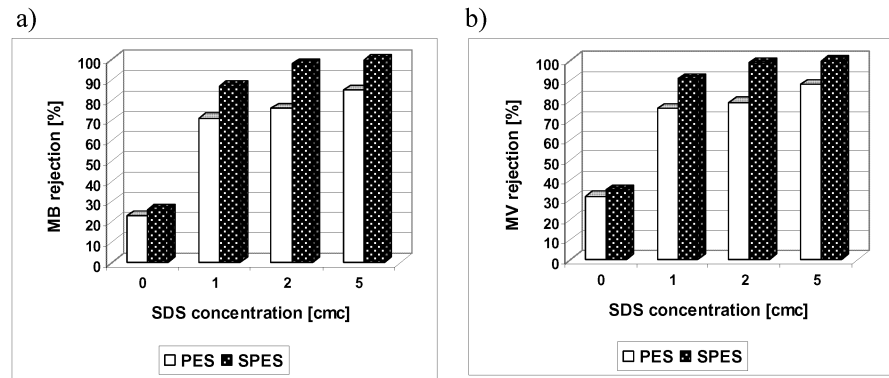 a)
MB rejection [%]
100
90
80
70
60
50
40
30
20
10
0
0 1 2 5
SDS concentration [cmc]
PES SPES
b)
MV rejection [%]
100
90
80
70
60
50
40
30
20
10
0
0 1 2 5
SDS concentration [cmc]
PES SPES